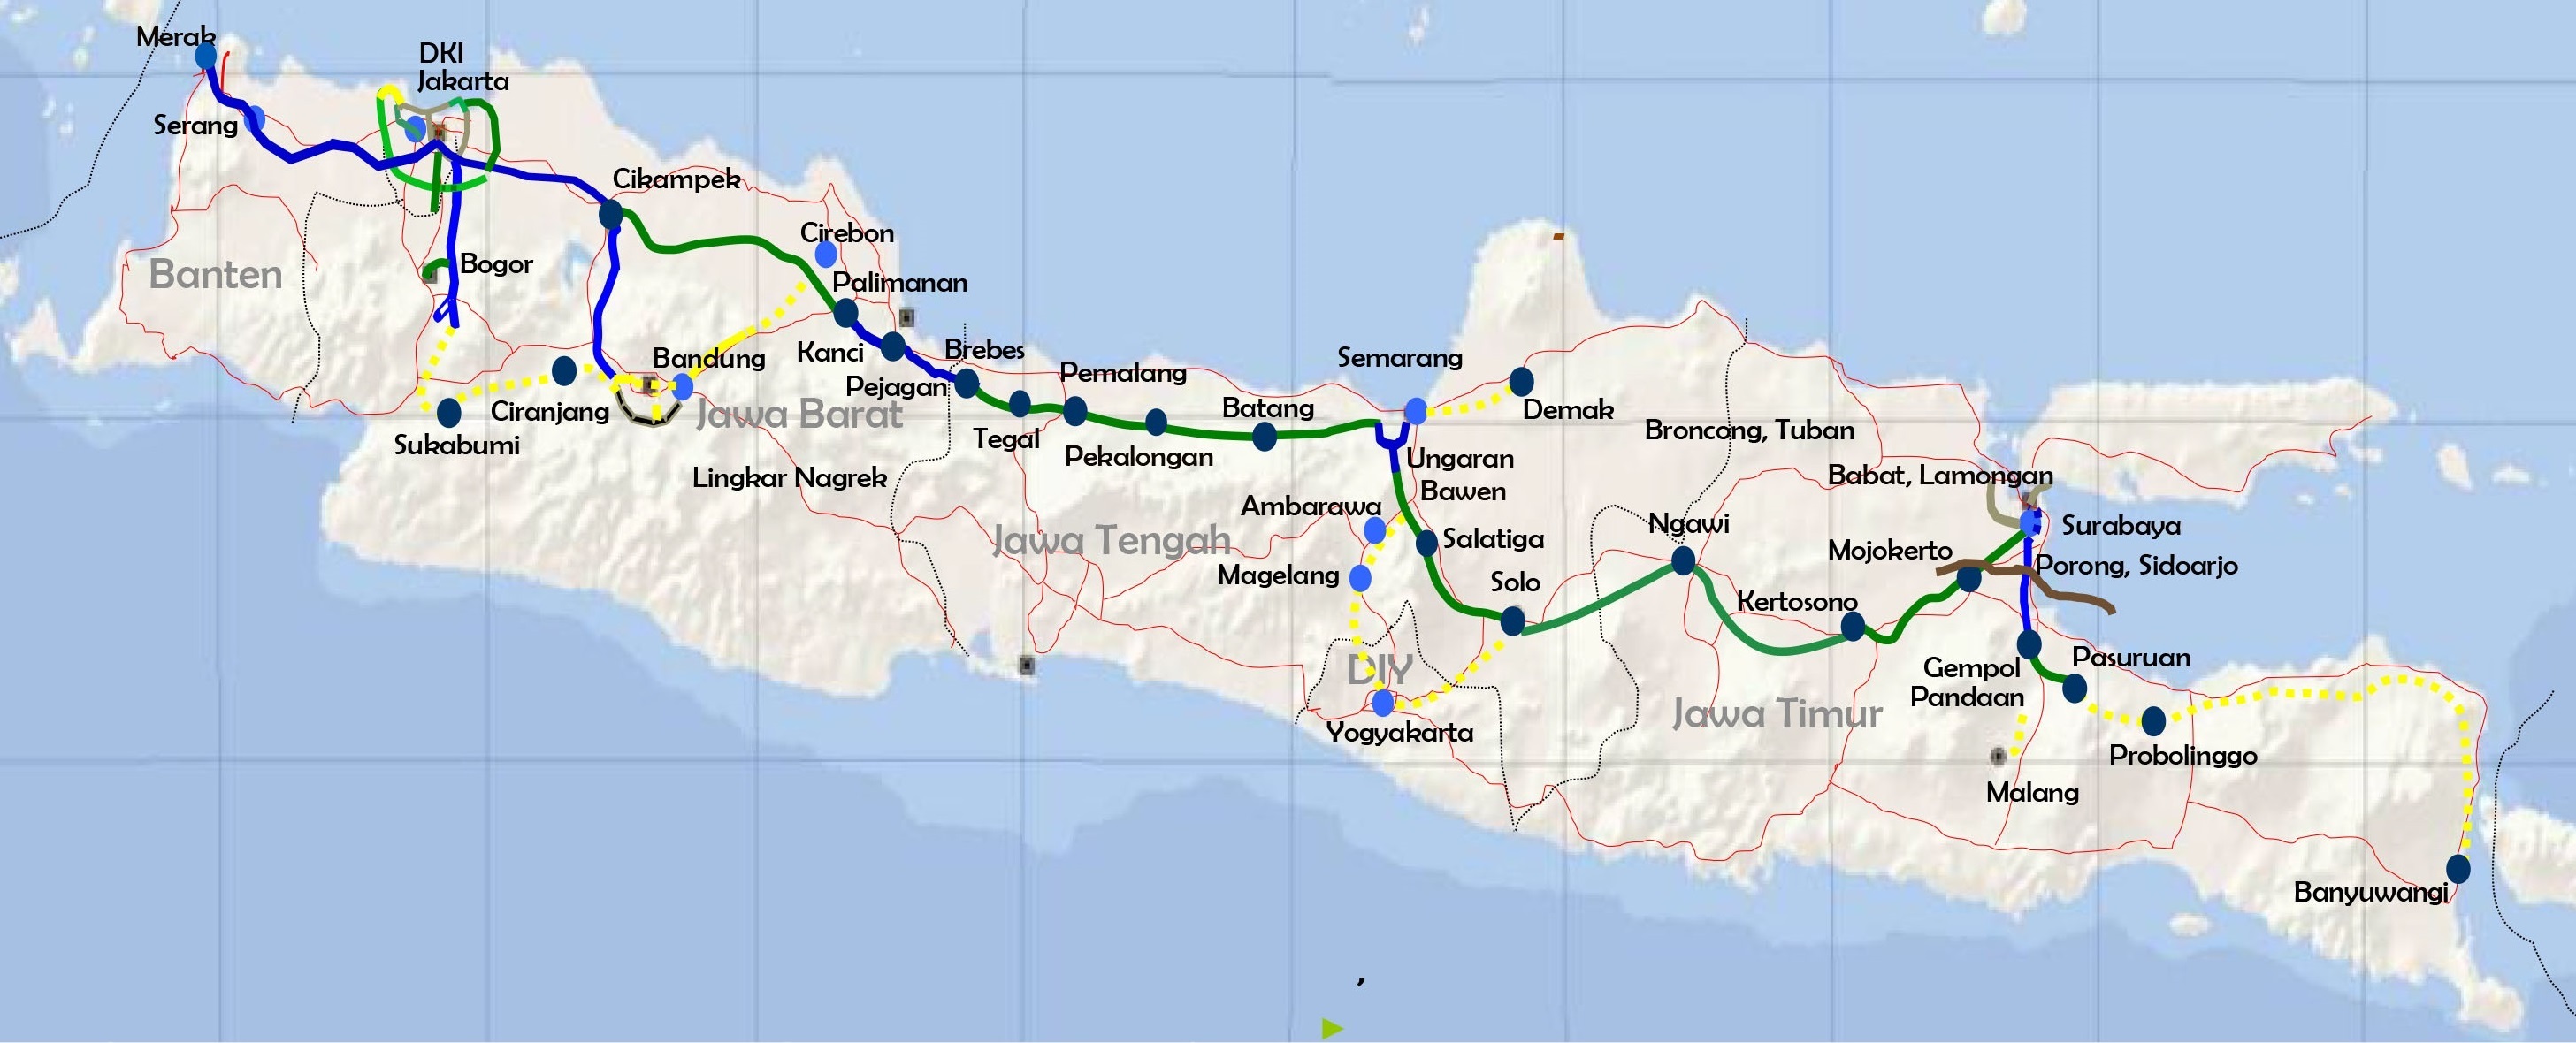 Merak
DKI
Jakarta
Serang
Cikampek
Cirebon
Banten
Bogor
Palimanan
Kanci
Brebes
Bandung
Pejagan
Pemalang
Semarang
Ciranjang
Jawa Barat
Batang
Demak
Sukabumi
Tegal
Pekalongan
Broncong, Tuban
Lingkar Nagrek
Ungaran
Bawen
Babat, Lamongan
Ambarawa
Jawa Tengah
Salatiga
Ngawi
Surabaya
Mojokerto
Porong, Sidoarjo
Magelang
Solo
Kertosono
DIY
Gempol
Pandaan
Pasuruan
Jawa Timur
Yogyakarta
Probolinggo
Malang
Banyuwangi